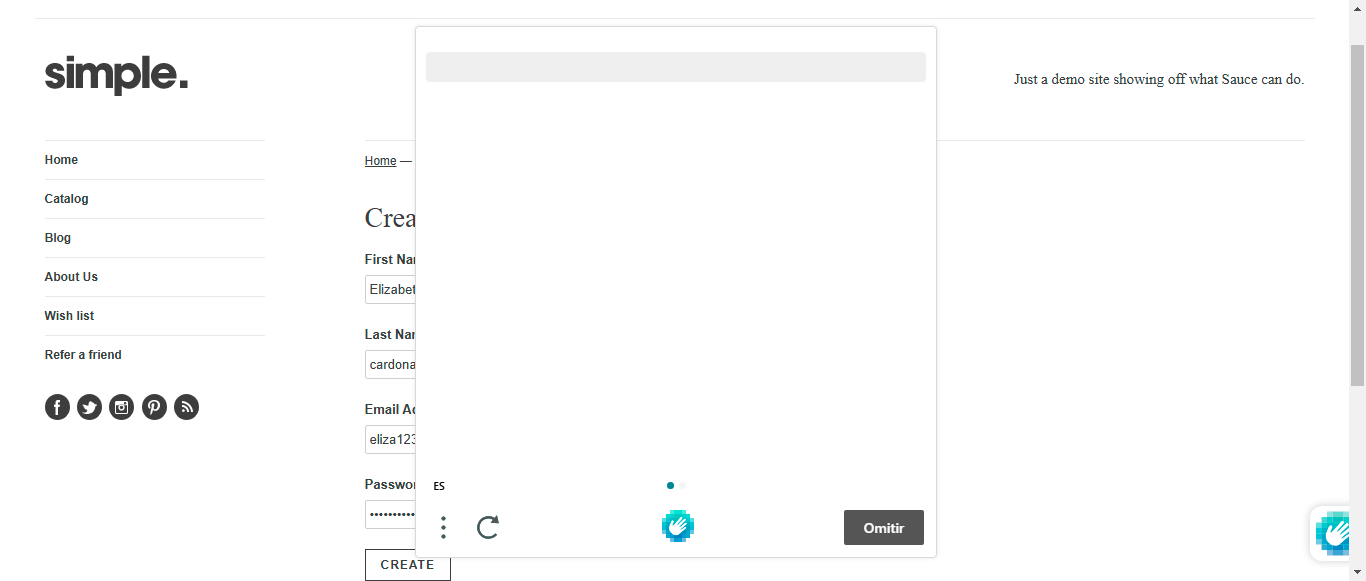 simple.
Just a demo site showing off what Sauce can do.
Home
Catalog
Blog
About Us
Wish list
Refer a friend
Home —
Crea
First Nar
Elizabet
Last Nar
cardona
Email Ad
eliza123
Passwor
CREATE
ES
Omitir